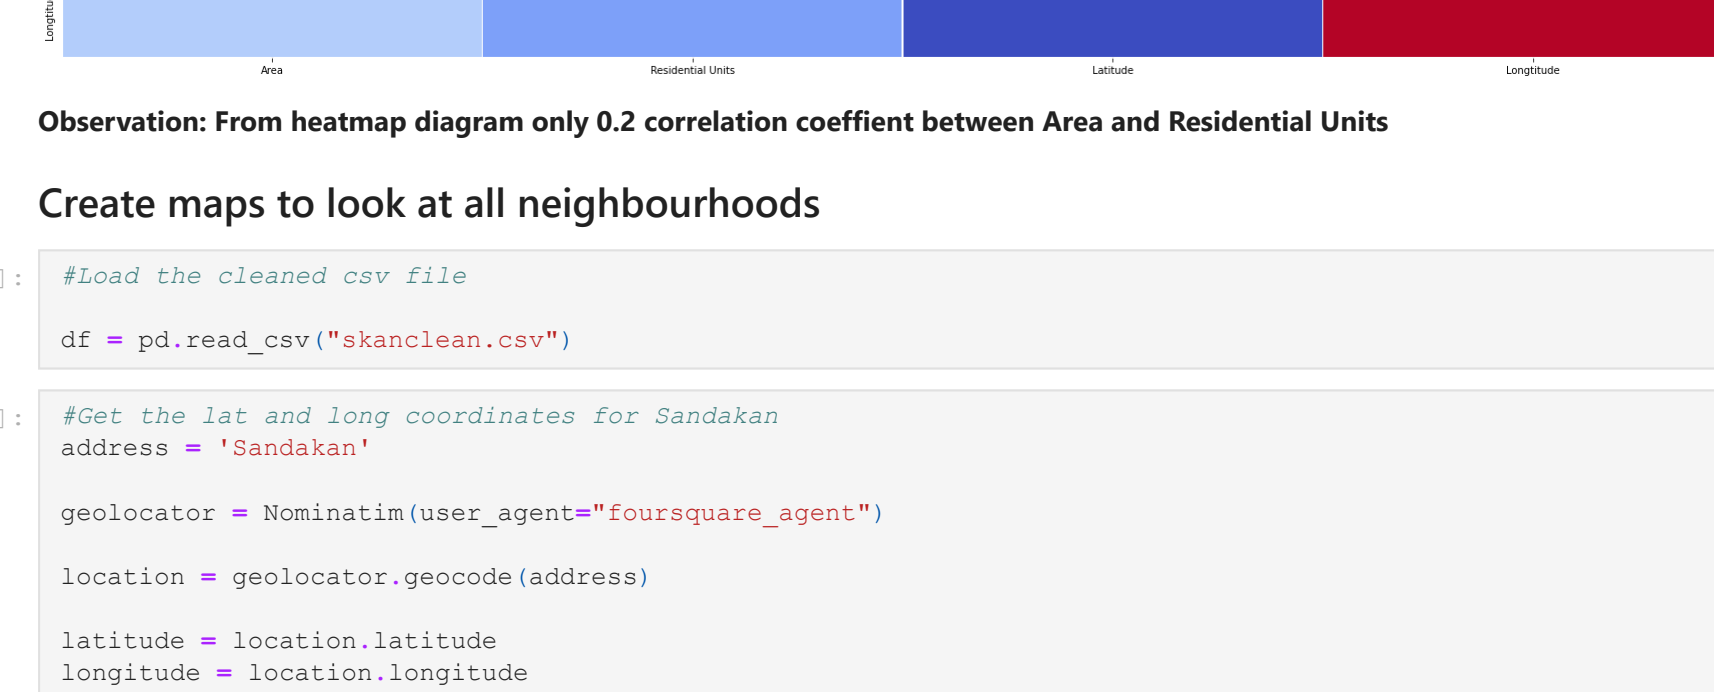 Area
Residential Units
Latitude
Longtitude
Observation: From heatmap diagram only 0.2 correlation coeffient between Area and Residential Units
Create maps to look at all neighbourhoods
]:
#Load the cleaned csv file
df = pd.read_csv("skanclean.csv")
]:
#Get the lat and long coordinates for Sandakan
address = 'Sandakan'
geolocator = Nominatim(user_agent="foursquare_agent")
location = geolocator.geocode(address)
latitude = location.latitude
longitude = location.longitude